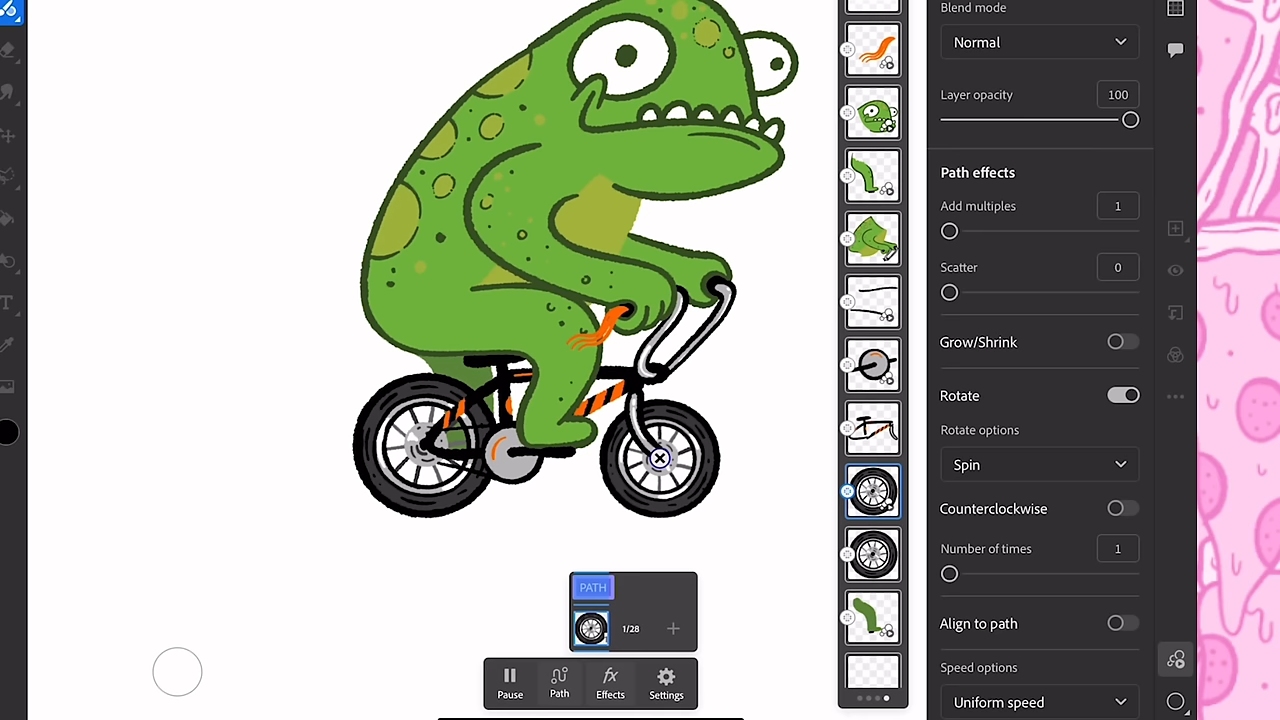 Blend mode
Normal
Layer opacity
100
Path effects
Add multiples
1
Scatter
0
Grow/Shrink
Rotate
Rotate options
Spin
Counterclockwise
Number of times
1
Align to path
Speed options
Uniform speed
PATH
1/28
Pause
Path
fx
Effects
Settings
T